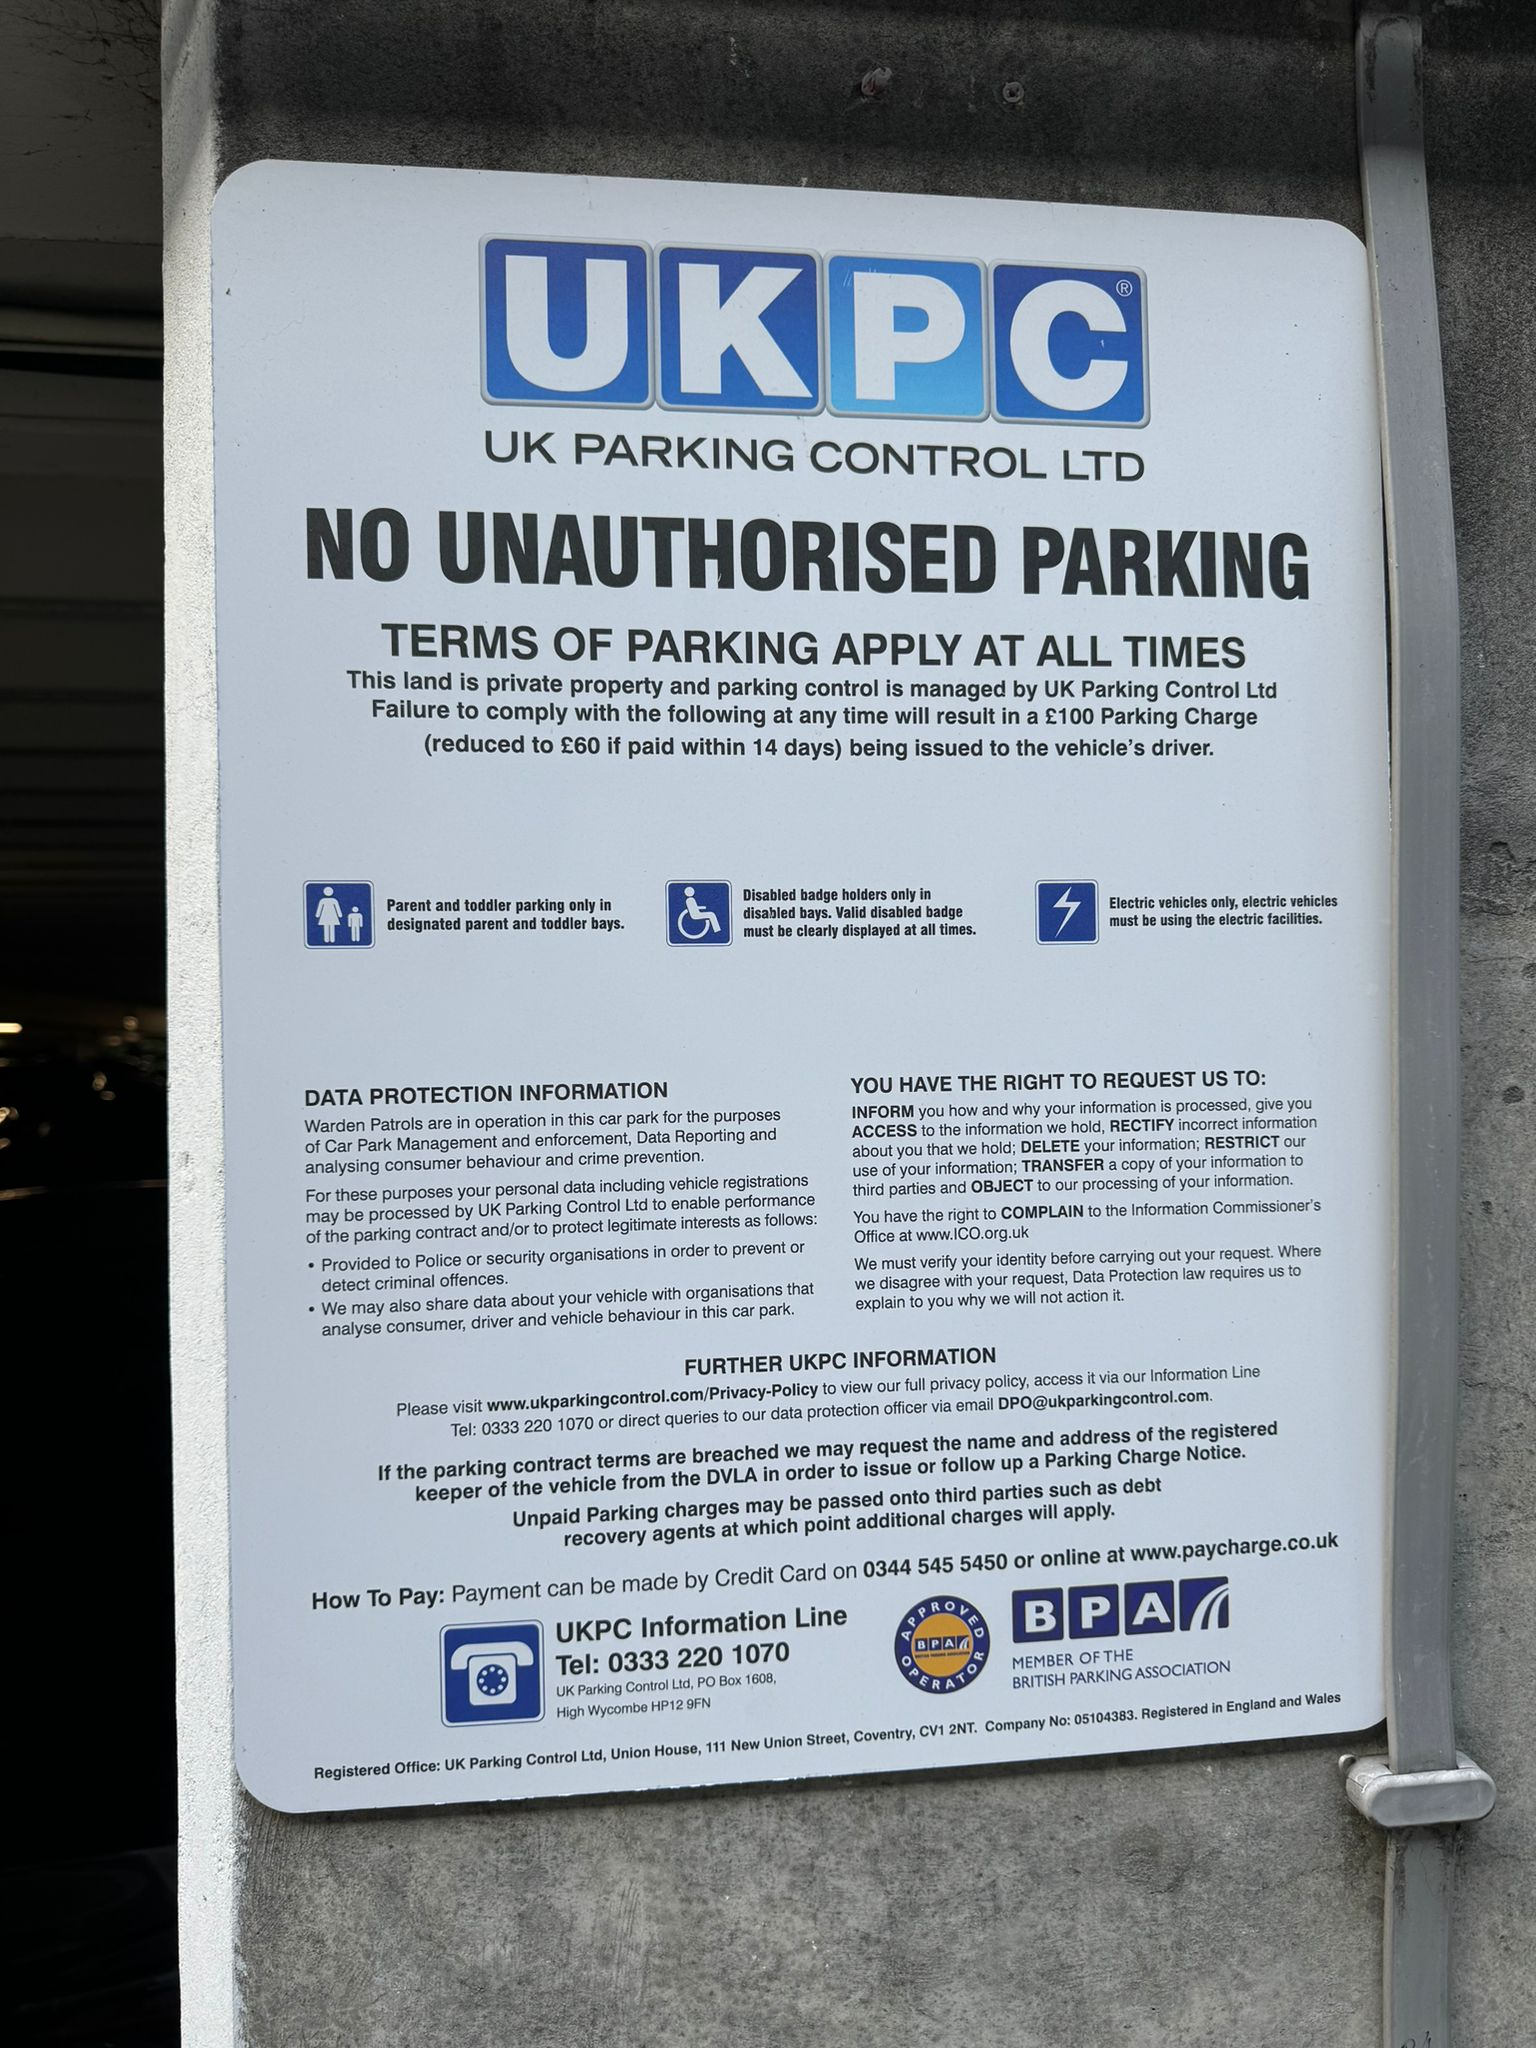 UKPC®
UK PARKING CONTROL LTD
NO UNAUTHORISED PARKING
TERMS OF PARKING APPLY AT ALL TIMES
This land is private property and parking control is managed by UK Parking Control Ltd
Failure to comply with the following at any time will result in a £100 Parking Charge
(reduced to £60 if paid within 14 days) being issued to the vehicle's driver.
Parent and toddler parking only in
designated parent and toddler bays.
Disabled badge holders only in
disabled bays. Valid disabled badge
must be clearly displayed at all times.
Electric vehicles only, electric vehicles
must be using the electric facilities.
DATA PROTECTION INFORMATION
Warden Patrols are in operation in this car park for the purposes
of Car Park Management and enforcement, Data Reporting and
analysing consumer behaviour and crime prevention.
For these purposes your personal data including vehicle registrations
may be processed by UK Parking Control Ltd to enable performance
of the parking contract and/or to protect legitimate interests as follows:
• Provided to Police or security organisations in order to prevent or
detect criminal offences.
• We may also share data about your vehicle with organisations that
analyse consumer, driver and vehicle behaviour in this car park.
YOU HAVE THE RIGHT TO REQUEST US TO:
INFORM you how and why your information is processed, give you
ACCESS to the information we hold, RECTIFY incorrect information
about you that we hold; DELETE your information; RESTRICT our
use of your information; TRANSFER a copy of your information to
third parties and OBJECT to our processing of your information.
You have the right to COMPLAIN to the Information Commissioner's
Office at www.ICO.org.uk
We must verify your identity before carrying out your request. Where
we disagree with your request, Data Protection law requires us to
explain to you why we will not action it.
FURTHER UKPC INFORMATION
Please visit www.ukparkingcontrol.com/Privacy-Policy to view our full privacy policy, access it via our Information Line
Tel: 0333 220 1070 or direct queries to our data protection officer via email DPO@ukparkingcontrol.com.
If the parking contract terms are breached we may request the name and address of the registered
keeper of the vehicle from the DVLA in order to issue or follow up a Parking Charge Notice.
Unpaid Parking charges may be passed onto third parties such as debt
recovery agents at which point additional charges will apply.
How To Pay: Payment can be made by Credit Card on 0344 545 5450 or online at www.paycharge.co.uk
UKPC Information Line
Tel: 0333 220 1070
UK Parking Control Ltd, PO Box 1608,
High Wycombe HP12 9FN
APPROVED
BPA
OPERATOR
BPA
MEMBER OF THE
BRITISH PARKING ASSOCIATION
Registered Office: UK Parking Control Ltd, Union House, 111 New Union Street, Coventry, CV1 2NT. Company No: 05104383. Registered in England and Wales